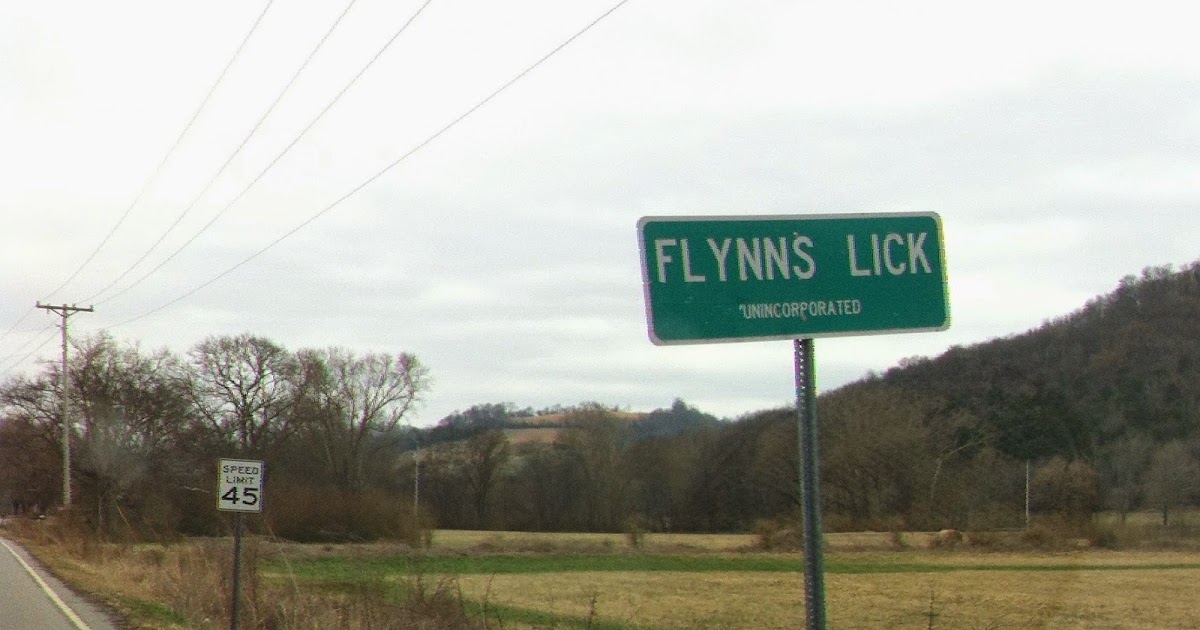 FLYNNS LICK
UNINCORPORATED
SPEED
LIMIT
45